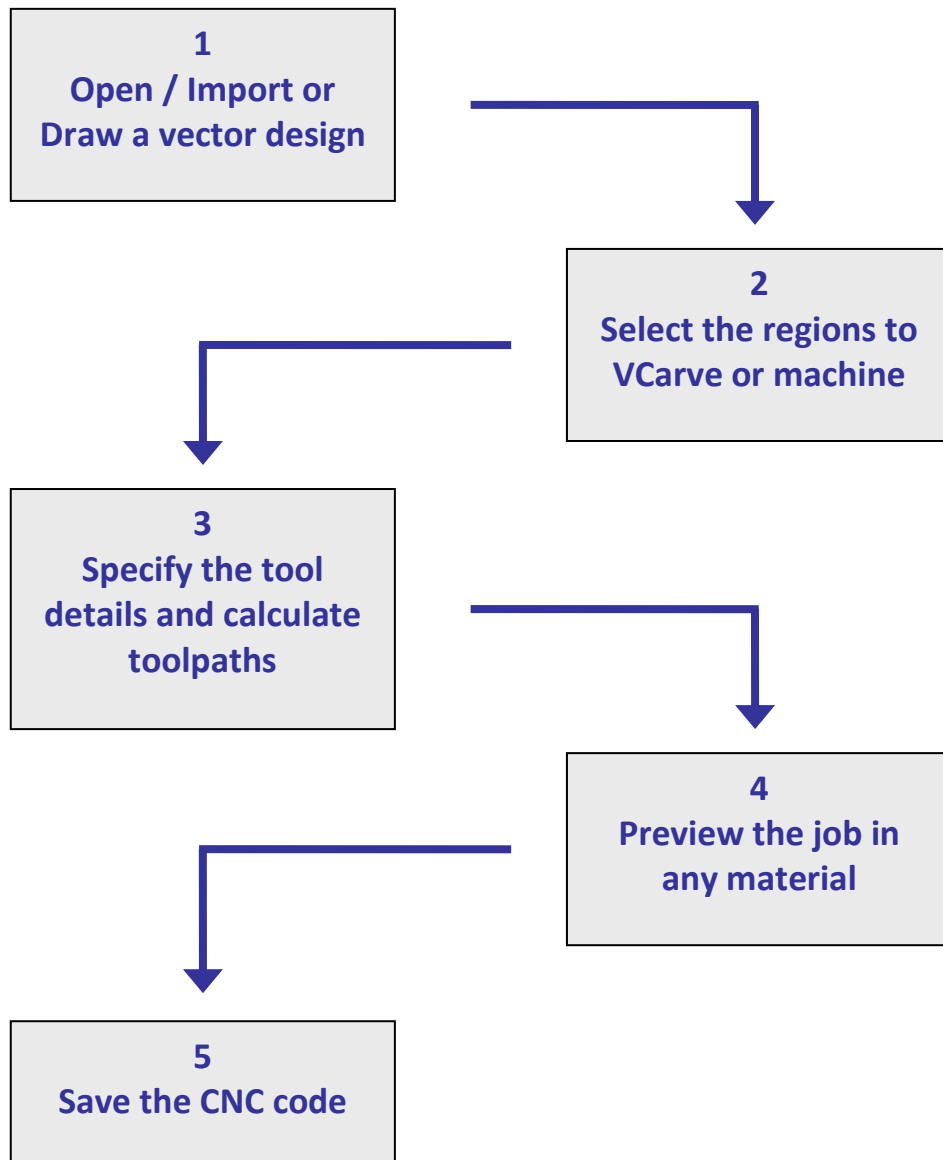 1
Open / Import or
Draw a vector design
2
Select the regions to
VCarve or machine
3
Specify the tool
details and calculate
toolpaths
4
Preview the job in
any material
5
Save the CNC code